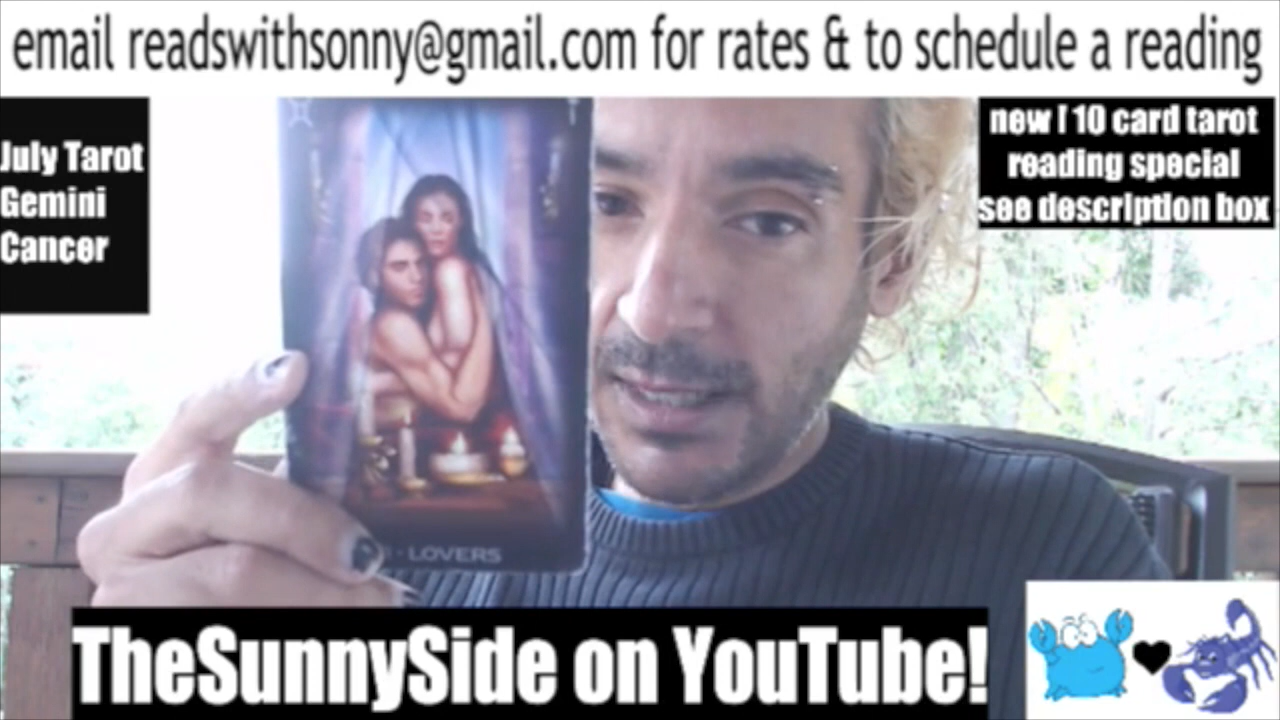 email readswithsonny@gmail.com for rates & to schedule a reading
July Tarot
Gemini
Cancer
new ! 10 card tarot
reading special
see description box
LOVERS
TheSunnySide on YouTube!